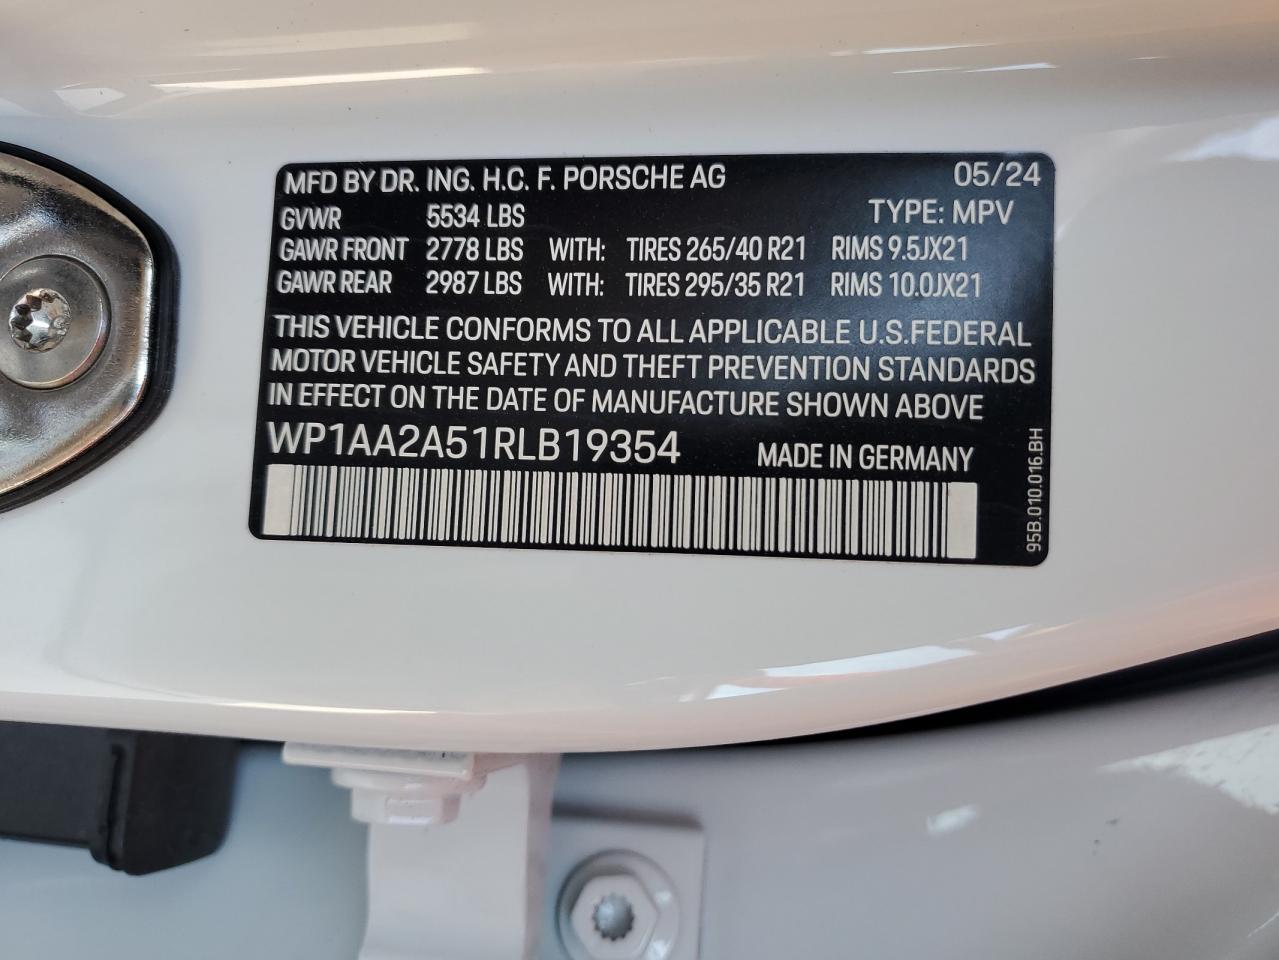 MFD BY DR. ING. H.C. F. PORSCHE AG 05/24
GVWR 5534 LBS TYPE: MPV
GAWR FRONT 2778 LBS WITH: TIRES 265/40 R21 RIMS 9.5JX21
GAWR REAR 2987 LBS WITH: TIRES 295/35 R21 RIMS 10.0JX21
THIS VEHICLE CONFORMS TO ALL APPLICABLE U.S.FEDERAL
MOTOR VEHICLE SAFETY AND THEFT PREVENTION STANDARDS
IN EFFECT ON THE DATE OF MANUFACTURE SHOWN ABOVE
WP1AA2A51RLB19354 MADE IN GERMANY
95B.010.016.BH